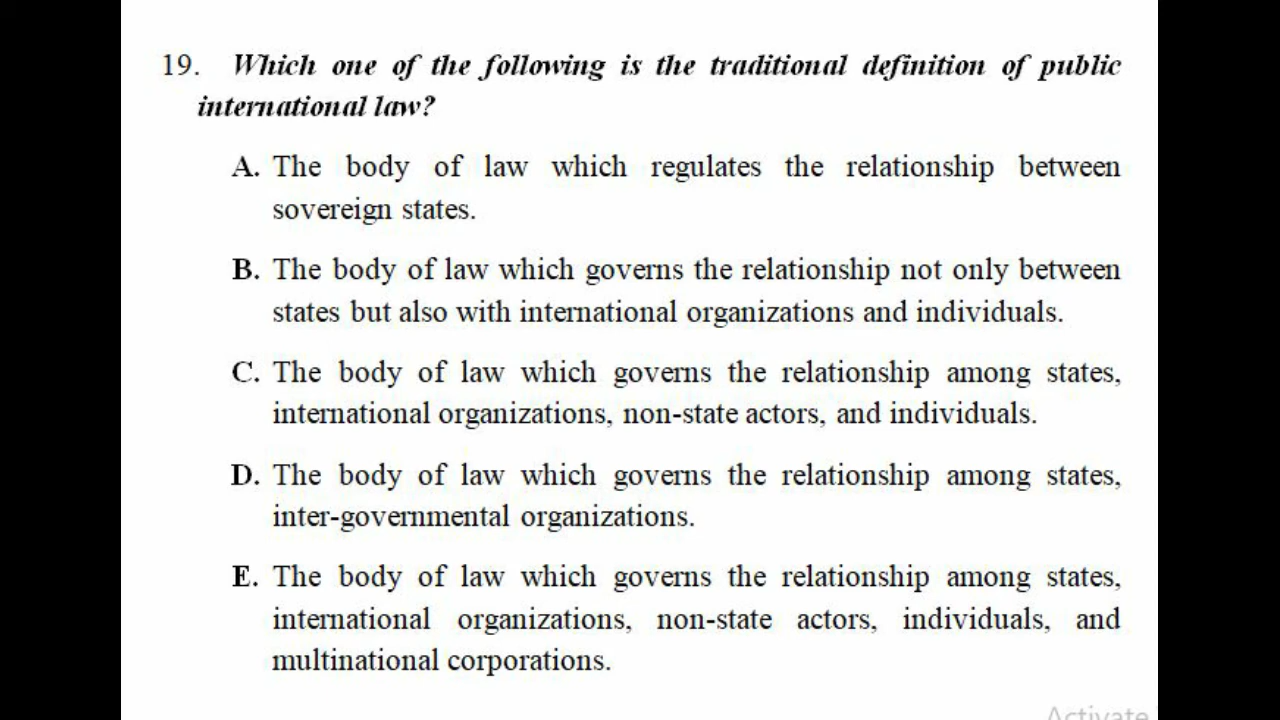 19. Which one of the following is the traditional definition of public
international law?
A. The body of law which regulates the relationship between
sovereign states.
B. The body of law which governs the relationship not only between
states but also with international organizations and individuals.
C. The body of law which governs the relationship among states,
international organizations, non-state actors, and individuals.
D. The body of law which governs the relationship among states,
inter-governmental organizations.
E. The body of law which governs the relationship among states,
international organizations, non-state actors, individuals, and
multinational corporations.
Activate